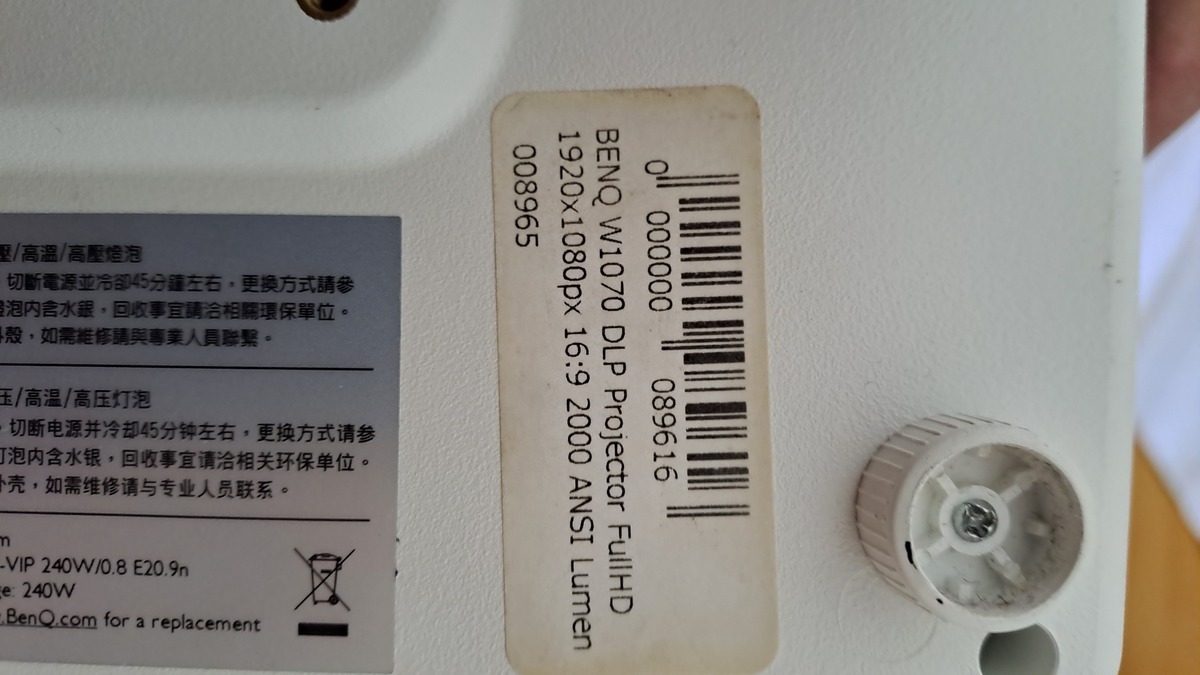 壓/高溫/高壓燈泡
，切斷電源並冷卻45分鐘左右，更換方式請參
泡內含水銀，回收事宜請洽相關環保單位。
殼，如需維修請與專業人員聯繫。
压/高温/高压灯泡
，切断电源并冷却45分钟左右，更换方式请参
灯泡内含水银，回收事宜请洽相关环保单位。
外壳，如需维修请与专业人员联系。
-VIP 240W/0.8 E20.9n
ge: 240W
.BenQ.com for a replacement
0 000000 089616
BENQ W1070 DLP Projector FullHD
1920x1080px 16:9 2000 ANSI Lumen
008965